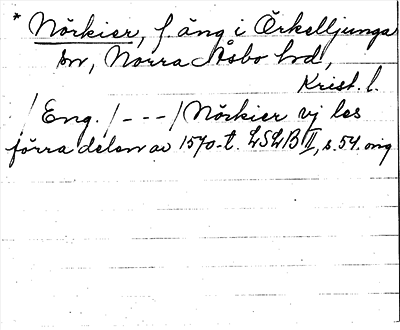 * Nörkier, f. äng i Örkelljunga
sn, Norra Åsbo hd,
Krist. l.
/Eng./ - - - / Nörkier vj les
förra delen av 1570-t. LSLB II, s. 54. orig